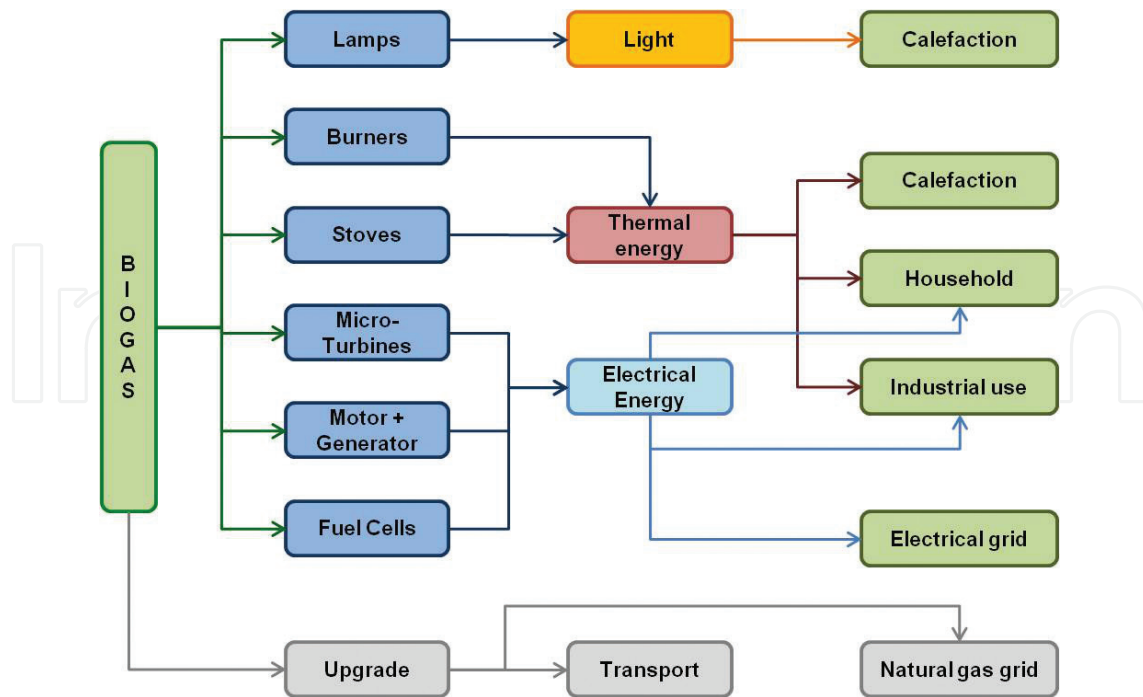 Lamps
Light
Calefaction
Burners
Calefaction
Stoves
Thermal
energy
Household
BIOGAS
Micro-
Turbines
Electrical
Energy
Industrial use
Motor +
Generator
Fuel Cells
Electrical grid
Upgrade
Transport
Natural gas grid